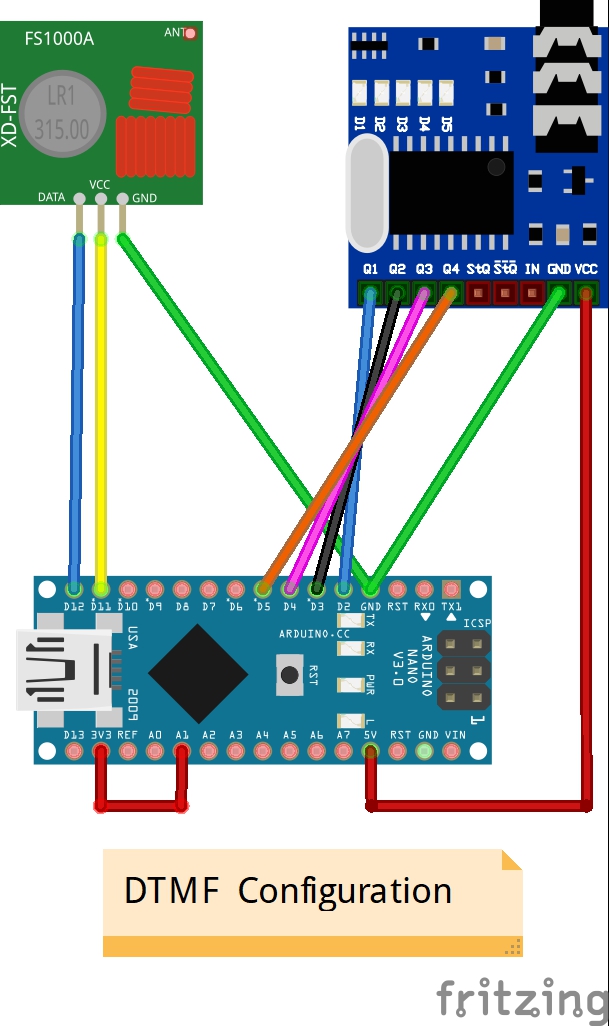 FS1000A
ANT
XD-FST
LR1
315.00
VCC
DATA
GND
D1 D2 D3 D4 D5
Q1 Q2 Q3 Q4 StQ StQ IN GND VCC
D12 D11 D10 D9 D8 D7 D6 D5 D4 D3 D2 GND RST RX0 TX1
ICSP
ARDUINO.CC
TX
RX
PWR
L
RST
ARDUINO
NANO
V3.0
USA
2009
1
D13 3V3 REF A0 A1 A2 A3 A4 A5 A6 A7 5V RST GND VIN
DTMF Configuration
fritzing